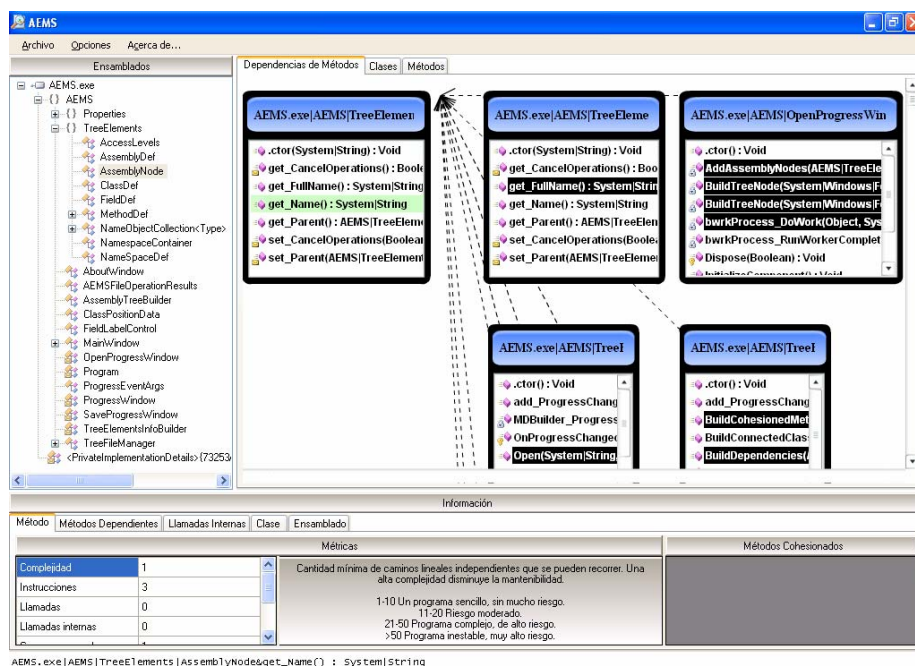 AEMS
Archivo Opciones Acerca de...
Ensamblados
AEMS.exe
AEMS
Properties
TreeElements
AccessLevels
AssemblyDef
AssemblyNode
ClassDef
FieldDef
MethodDef
NameObjectCollection<Type>
NamespaceContainer
NameSpaceDef
AboutWindow
AEMSFileOperationResults
AssemblyTreeBuilder
ClassPositionData
FieldLabelControl
MainWindow
OpenProgressWindow
Program
ProgressEventArgs
ProgressWindow
SaveProgressWindow
TreeElementsInfoBuilder
TreeFileManager
<PrivateImplementationDetails>{73253
Dependencias de Métodos Clases Métodos
AEMS.exe|AEMS|TreeElemen
.ctor(System|String) : Void
get_CancelOperations() : Boole
get_FullName() : System|String
get_Name() : System|String
get_Parent() : AEMS|TreeEleme
set_CancelOperations(Boolea
set_Parent(AEMS|TreeElement
AEMS.exe|AEMS|TreeEleme
.ctor(System|String) : Void
get_CancelOperations() : Boo
get_FullName() : System|Strin
get_Name() : System|String
get_Parent() : AEMS|TreeElen
set_CancelOperations(Boole
set_Parent(AEMS|TreeEleme
AEMS.exe|AEMS|OpenProgressWin
.ctor() : Void
AddAssemblyNodes(AEMS|TreeEle
BuildTreeNode(System|Windows|F
BuildTreeNode(System|Windows|F
bwrkProcess_DoWork(Object, Sys
bwrkProcess_RunWorkerComplet
Dispose(Boolean) : Void
InitializeComponent() : Void
AEMS.exe|AEMS|TreeI
.ctor() : Void
add_ProgressChang
MDBuilder_Progress
OnProgressChanged
Open(System|String,
AEMS.exe|AEMS|TreeI
.ctor() : Void
add_ProgressChang
BuildCohesionedMet
BuildConnectedClas
BuildDependencies(
Información
Método Métodos Dependientes Llamadas Internas Clase Ensamblado
Métricas
Métodos Cohesionados
Complejidad 1
Instrucciones 3
Llamadas 0
Llamadas internas 0
Cantidad mínima de caminos lineales independientes que se pueden recorrer. Una
alta complejidad disminuye la mantenibilidad.
1-10 Un programa sencillo, sin mucho riesgo.
11-20 Riesgo moderado.
21-50 Programa complejo, de alto riesgo.
>50 Programa inestable, muy alto riesgo.
AEMS.exe|AEMS|TreeElements|AssemblyNode&get_Name() : System|String